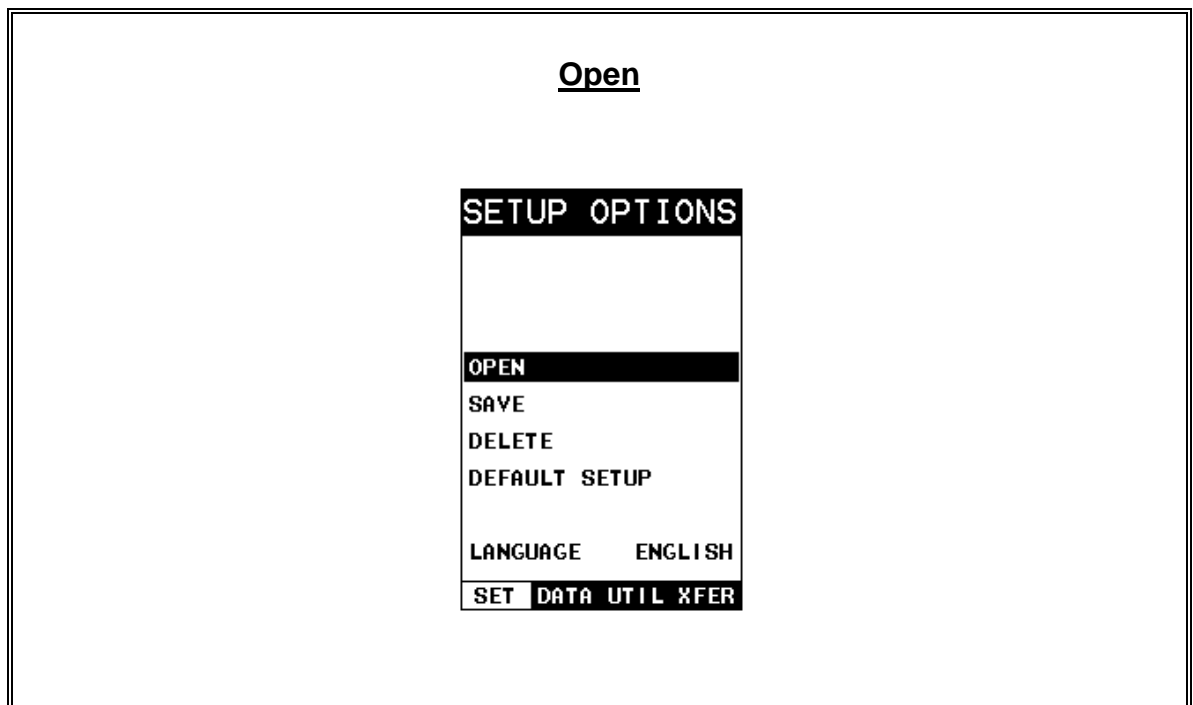 Open
SETUP OPTIONS
OPEN
SAVE
DELETE
DEFAULT SETUP
LANGUAGE ENGLISH
SET DATA UTIL XFER